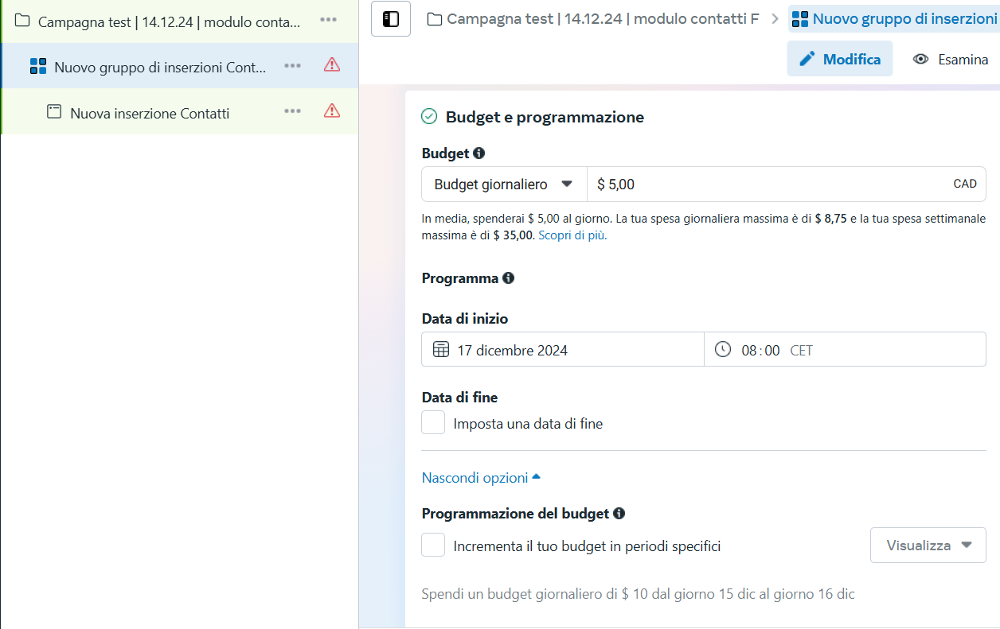 Campagna test | 14.12.24 | modulo conta...
Nuovo gruppo di inserzioni Cont...
Nuova inserzione Contatti
Campagna test | 14.12.24 | modulo contatti F
Nuovo gruppo di inserzioni
Modifica
Esamina
Budget e programmazione
Budget
Budget giornaliero
$ 5,00
CAD
In media, spenderai $ 5,00 al giorno. La tua spesa giornaliera massima è di $ 8,75 e la tua spesa settimanale
massima è di $ 35,00. Scopri di più.
Programma
Data di inizio
17 dicembre 2024
08:00 CET
Data di fine
Imposta una data di fine
Nascondi opzioni
Programmazione del budget
Incrementa il tuo budget in periodi specifici
Visualizza
Spendi un budget giornaliero di $ 10 dal giorno 15 dic al giorno 16 dic